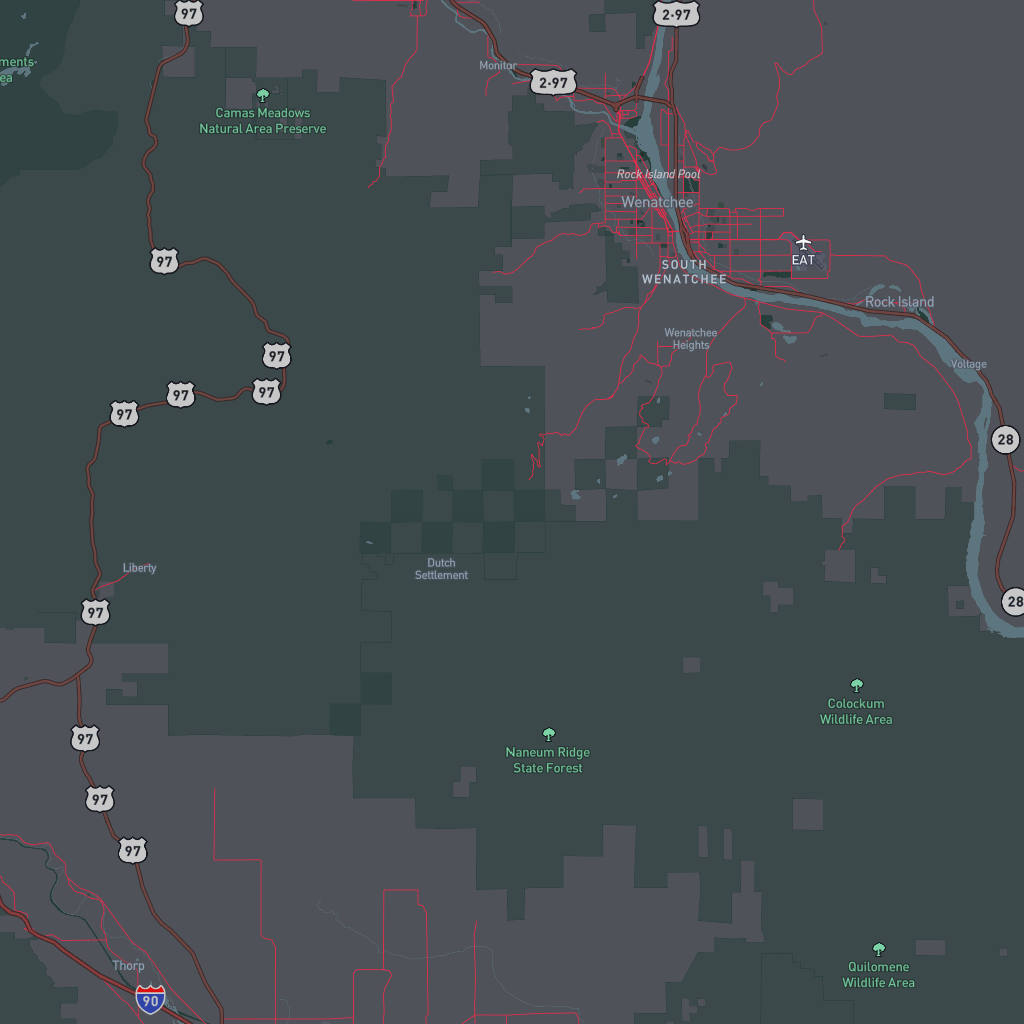 97
2·97
ments-
ea
Monitor
2·97
Camas Meadows
Natural Area Preserve
Rock Island Pool
Wenatchee
97
EAT
SOUTH
WENATCHEE
Rock Island
Wenatchee
Heights
97
Voltage
97
97
97
28
Dutch
Settlement
Liberty
97
28
Colockum
Wildlife Area
97
Naneum Ridge
State Forest
97
97
Thorp
Quilomene
Wildlife Area
90